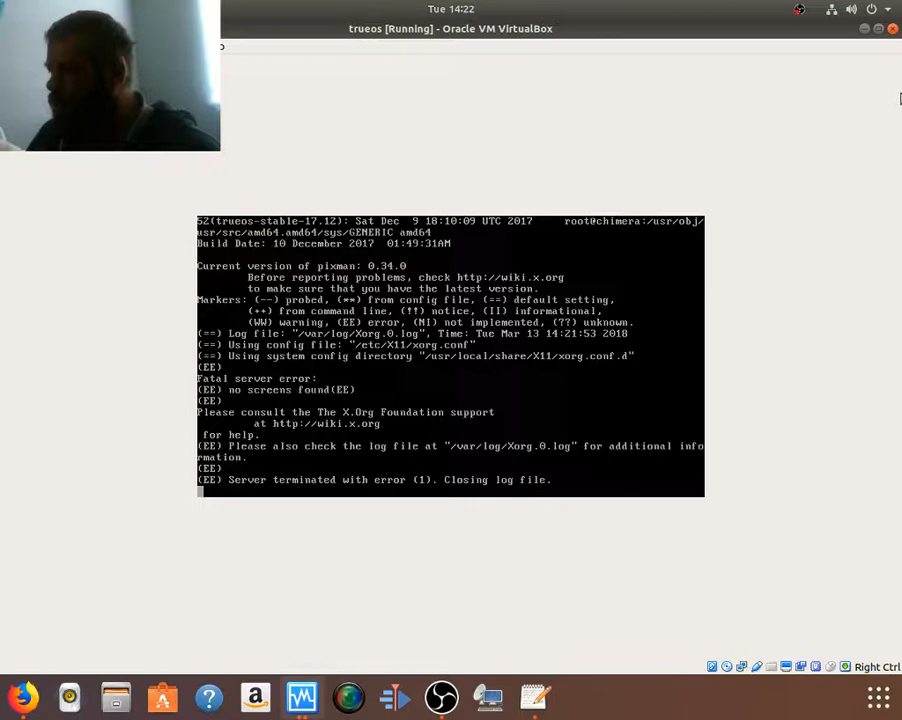 Tue 14:22
trueos [Running] - Oracle VM VirtualBox
52(trueos-stable-17.12): Sat Dec  9 18:10:09 UTC 2017     root@chimera:/usr/obj/
usr/src/amd64.amd64/sys/GENERIC amd64
Build Date: 10 December 2017  01:49:31AM
Current version of pixman: 0.34.0
Before reporting problems, check http://wiki.x.org
to make sure that you have the latest version.
Markers: (--) probed, (**) from config file, (==) default setting,
(++) from command line, (!!) notice, (II) informational,
(WW) warning, (EE) error, (NI) not implemented, (??) unknown.
(==) Log file: "/var/log/Xorg.0.log", Time: Tue Mar 13 14:21:53 2018
(==) Using config file: "/etc/X11/xorg.conf"
(==) Using system config directory "/usr/local/share/X11/xorg.conf.d"
(EE)
Fatal server error:
(EE) no screens found(EE)
(EE)
Please consult the The X.Org Foundation support
at http://wiki.x.org
for help.
(EE) Please also check the log file at "/var/log/Xorg.0.log" for additional info
rmation.
(EE)
(EE) Server terminated with error (1). Closing log file.
Right Ctrl